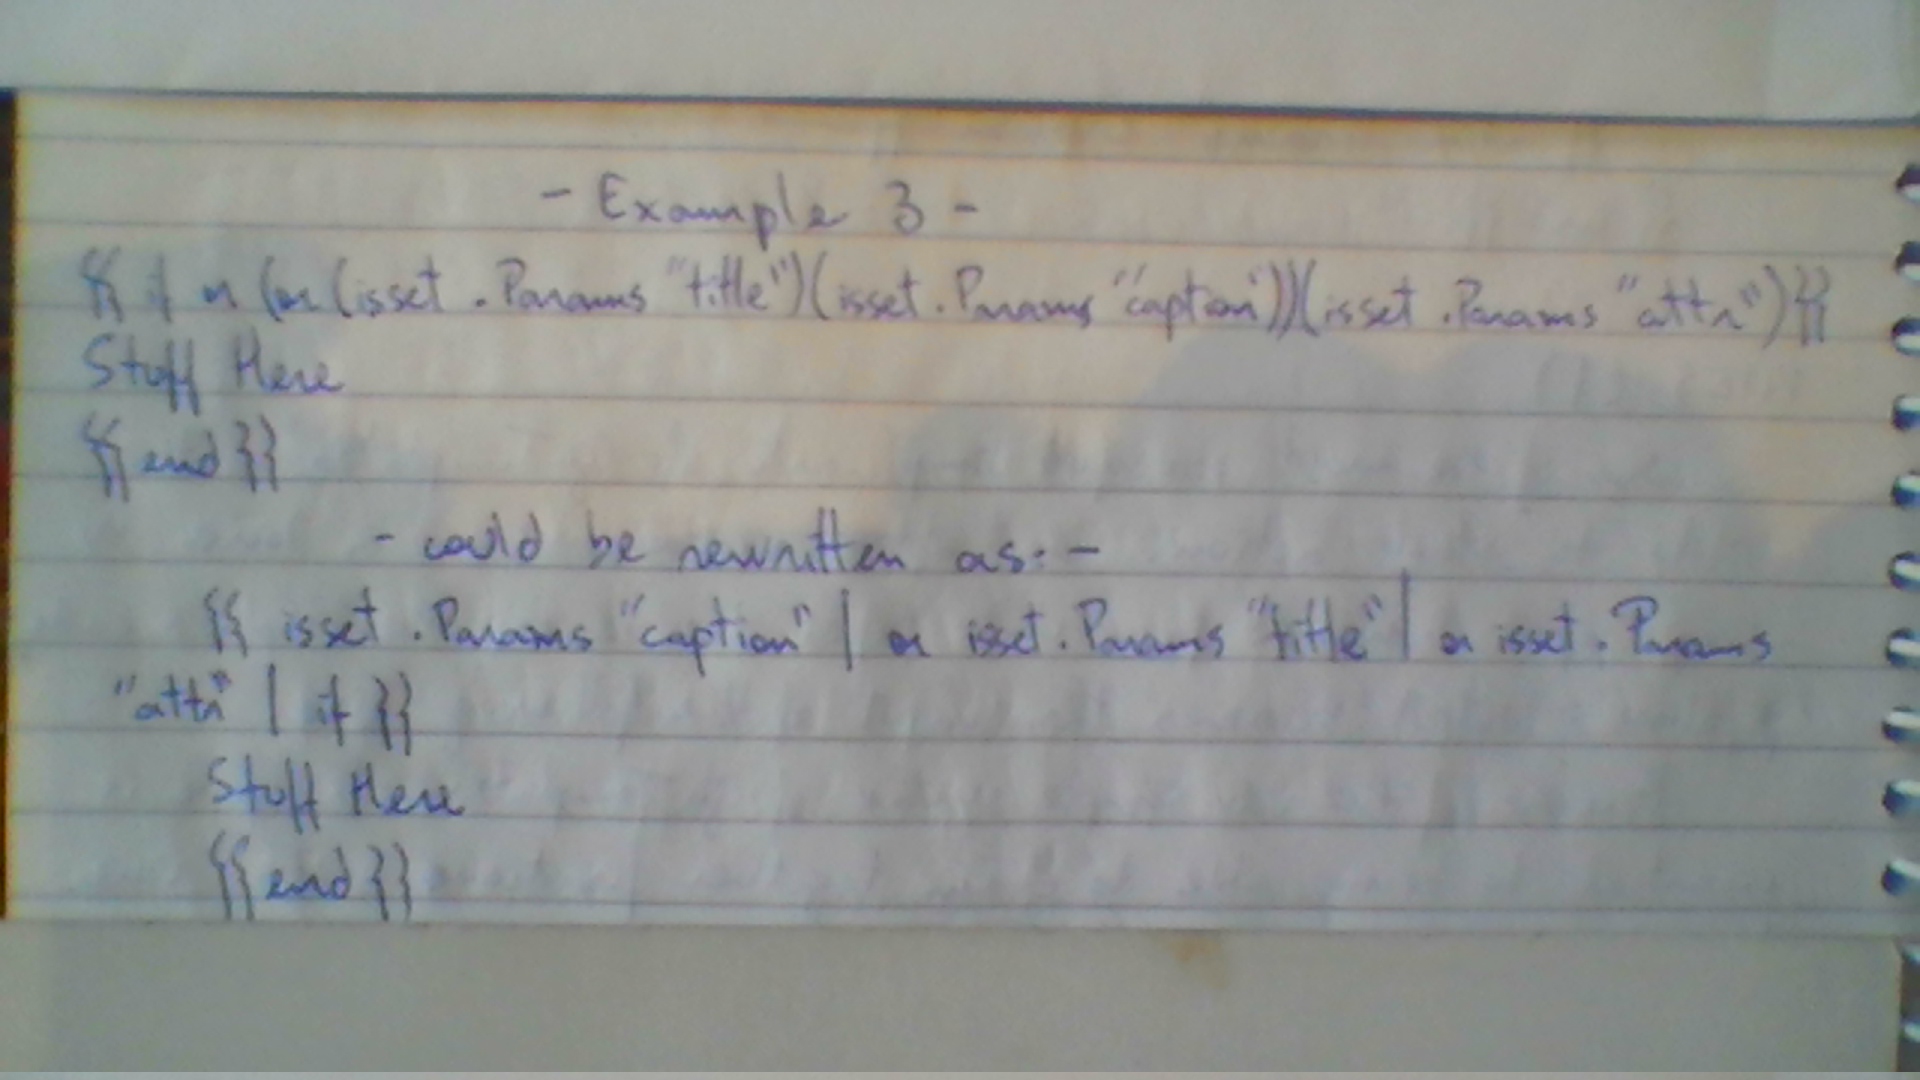 - Example 3 -
{{ if or (or (isset .Params "title")(isset .Params "caption"))(isset .Params "attr")}}
Stuff Here
{{ end }}
- could be rewritten as: -
{{ isset .Params "caption" | or isset .Params "title" | or isset .Params
"attr" | if }}
Stuff Here
{{ end }}